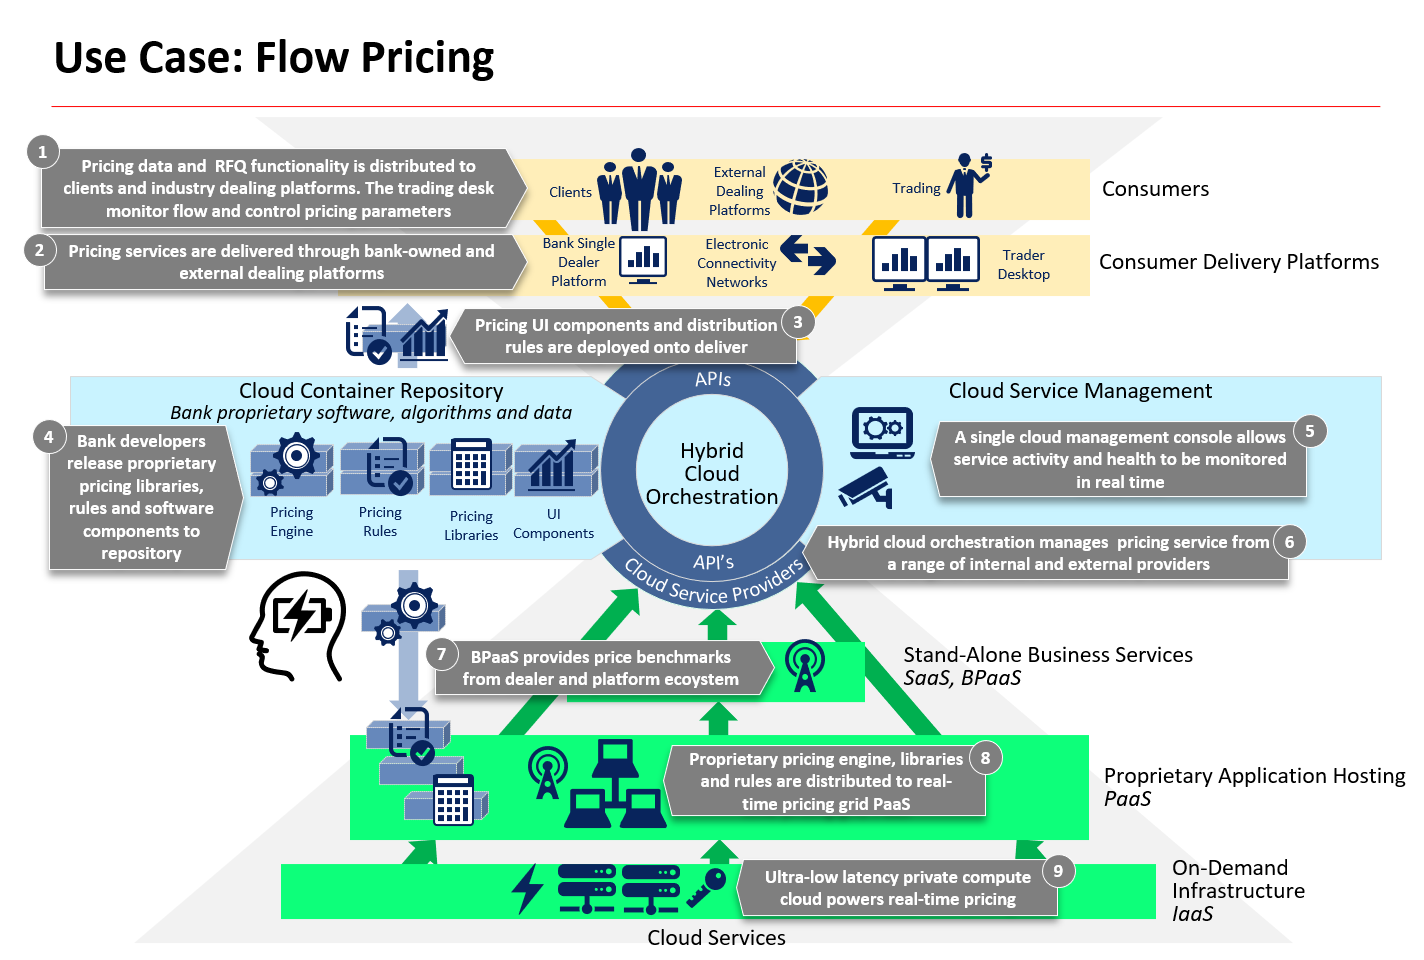 Use Case: Flow Pricing
1
Pricing data and RFQ functionality is distributed to
clients and industry dealing platforms. The trading desk
monitor flow and control pricing parameters
Clients
External
Dealing
Platforms
Trading
$
Consumers
2
Pricing services are delivered through bank-owned and
external dealing platforms
Bank Single
Dealer
Platform
Electronic
Connectivity
Networks
Trader
Desktop
Consumer Delivery Platforms
Pricing UI components and distribution
rules are deployed onto deliver
3
Cloud Container Repository
Bank proprietary software, algorithms and data
4
Bank developers
release proprietary
pricing libraries,
rules and software
components to
repository
Pricing
Engine
Pricing
Rules
Pricing
Libraries
UI
Components
APIs
Hybrid
Cloud
Orchestration
API's
Cloud Service Providers
Cloud Service Management
A single cloud management console allows
service activity and health to be monitored
in real time
5
Hybrid cloud orchestration manages pricing service from
a range of internal and external providers
6
7
BPaaS provides price benchmarks
from dealer and platform ecosystem
Stand-Alone Business Services
SaaS, BPaaS
Proprietary pricing engine, libraries
and rules are distributed to real-
time pricing grid PaaS
8
Proprietary Application Hosting
PaaS
Ultra-low latency private compute
cloud powers real-time pricing
9
On-Demand
Infrastructure
IaaS
Cloud Services